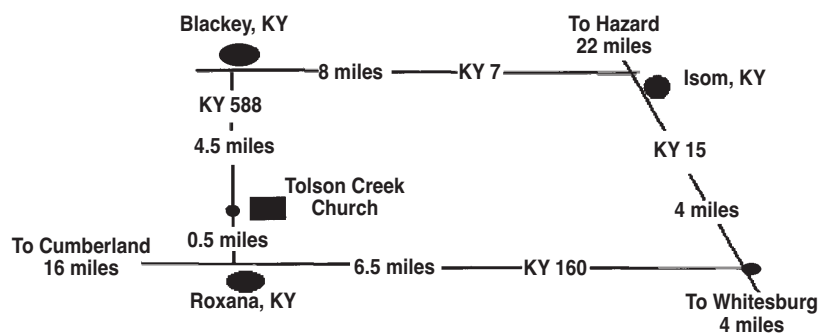 Blackey, KY
To Hazard
22 miles
8 miles
KY 7
Isom, KY
KY 588
4.5 miles
KY 15
Tolson Creek
Church
4 miles
0.5 miles
To Cumberland
16 miles
6.5 miles
KY 160
Roxana, KY
To Whitesburg
4 miles